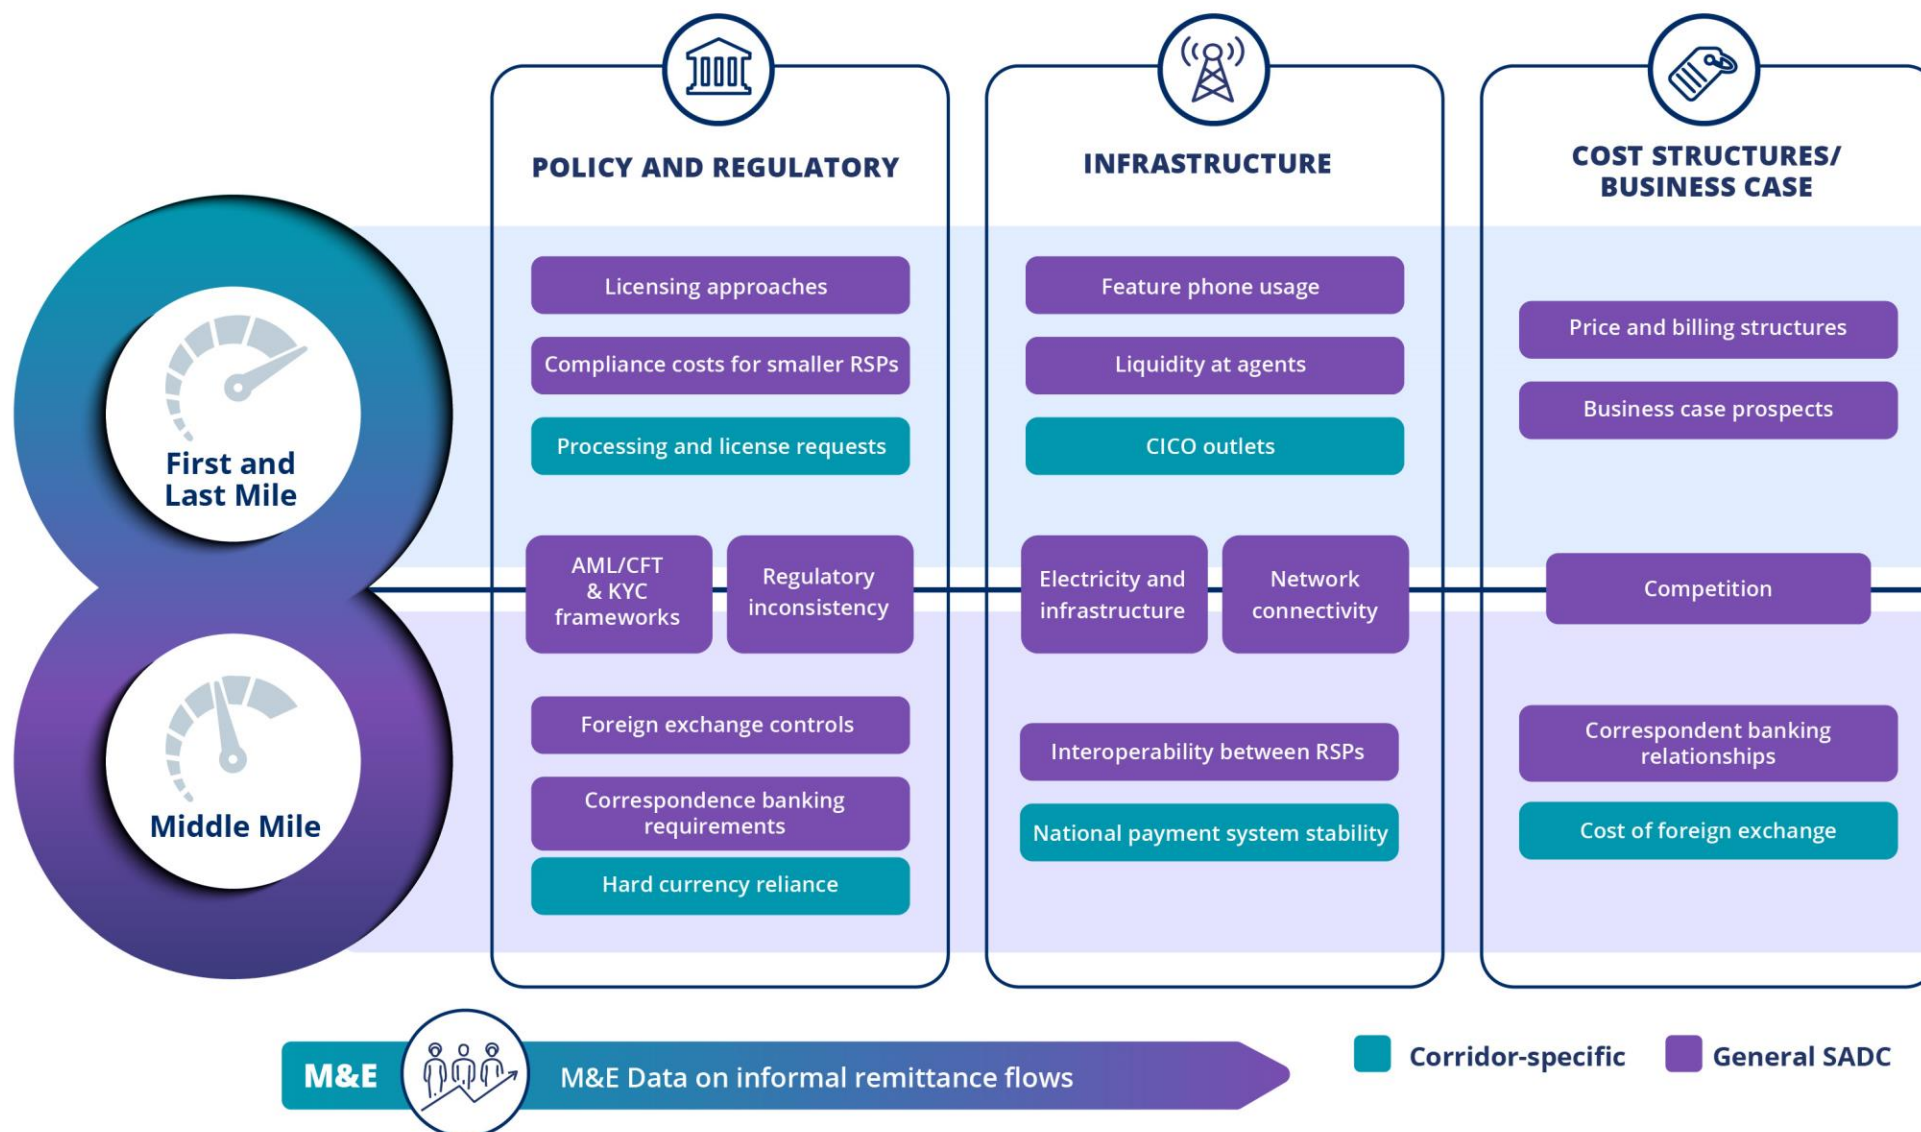 POLICY AND REGULATORY
INFRASTRUCTURE
COST STRUCTURES/
BUSINESS CASE
First and
Last Mile
Licensing approaches
Compliance costs for smaller RSPs
Processing and license requests
Feature phone usage
Liquidity at agents
CICO outlets
Price and billing structures
Business case prospects
AML/CFT
& KYC
frameworks
Regulatory
inconsistency
Electricity and
infrastructure
Network
connectivity
Competition
Middle Mile
Foreign exchange controls
Correspondence banking
requirements
Hard currency reliance
Interoperability between RSPs
National payment system stability
Correspondent banking
relationships
Cost of foreign exchange
M&E
M&E Data on informal remittance flows
Corridor-specific
General SADC